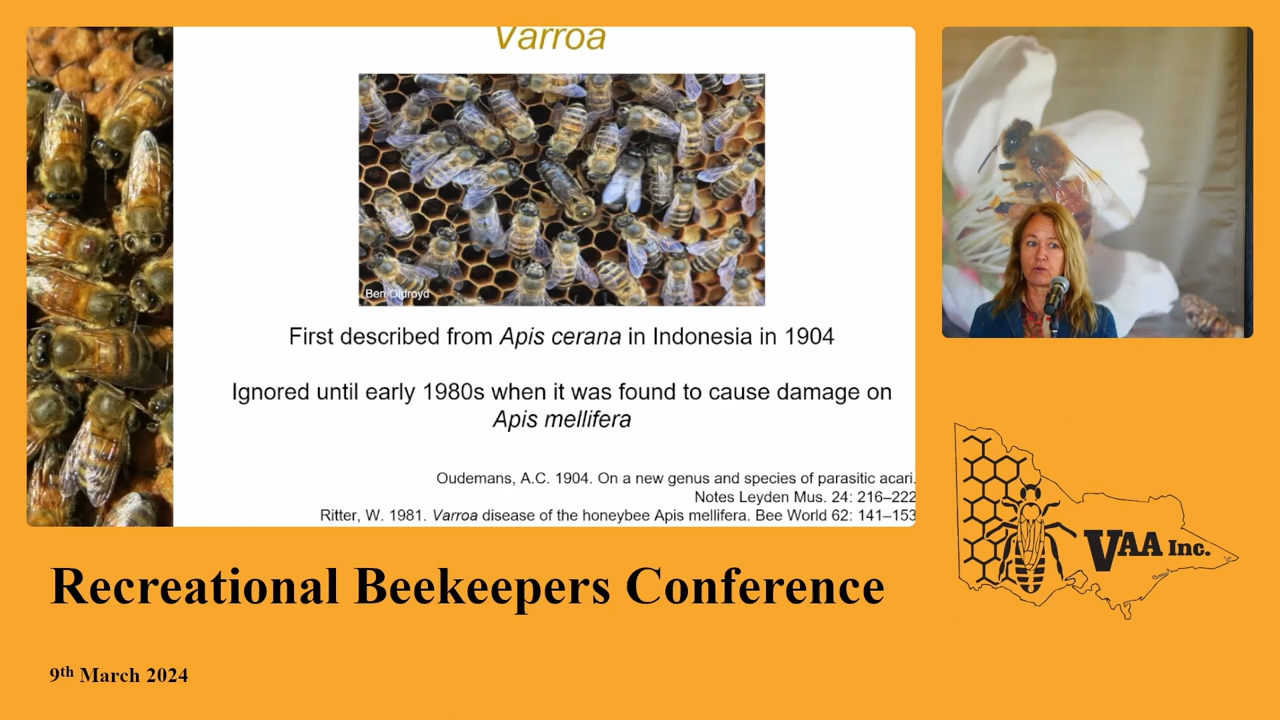 Varroa
Ben Oldroyd
First described from Apis cerana in Indonesia in 1904
Ignored until early 1980s when it was found to cause damage on
Apis mellifera
Oudemans, A.C. 1904. On a new genus and species of parasitic acari.
Notes Leyden Mus. 24: 216–222
Ritter, W. 1981. Varroa disease of the honeybee Apis mellifera. Bee World 62: 141–153
VAA Inc.
Recreational Beekeepers Conference
9th March 2024